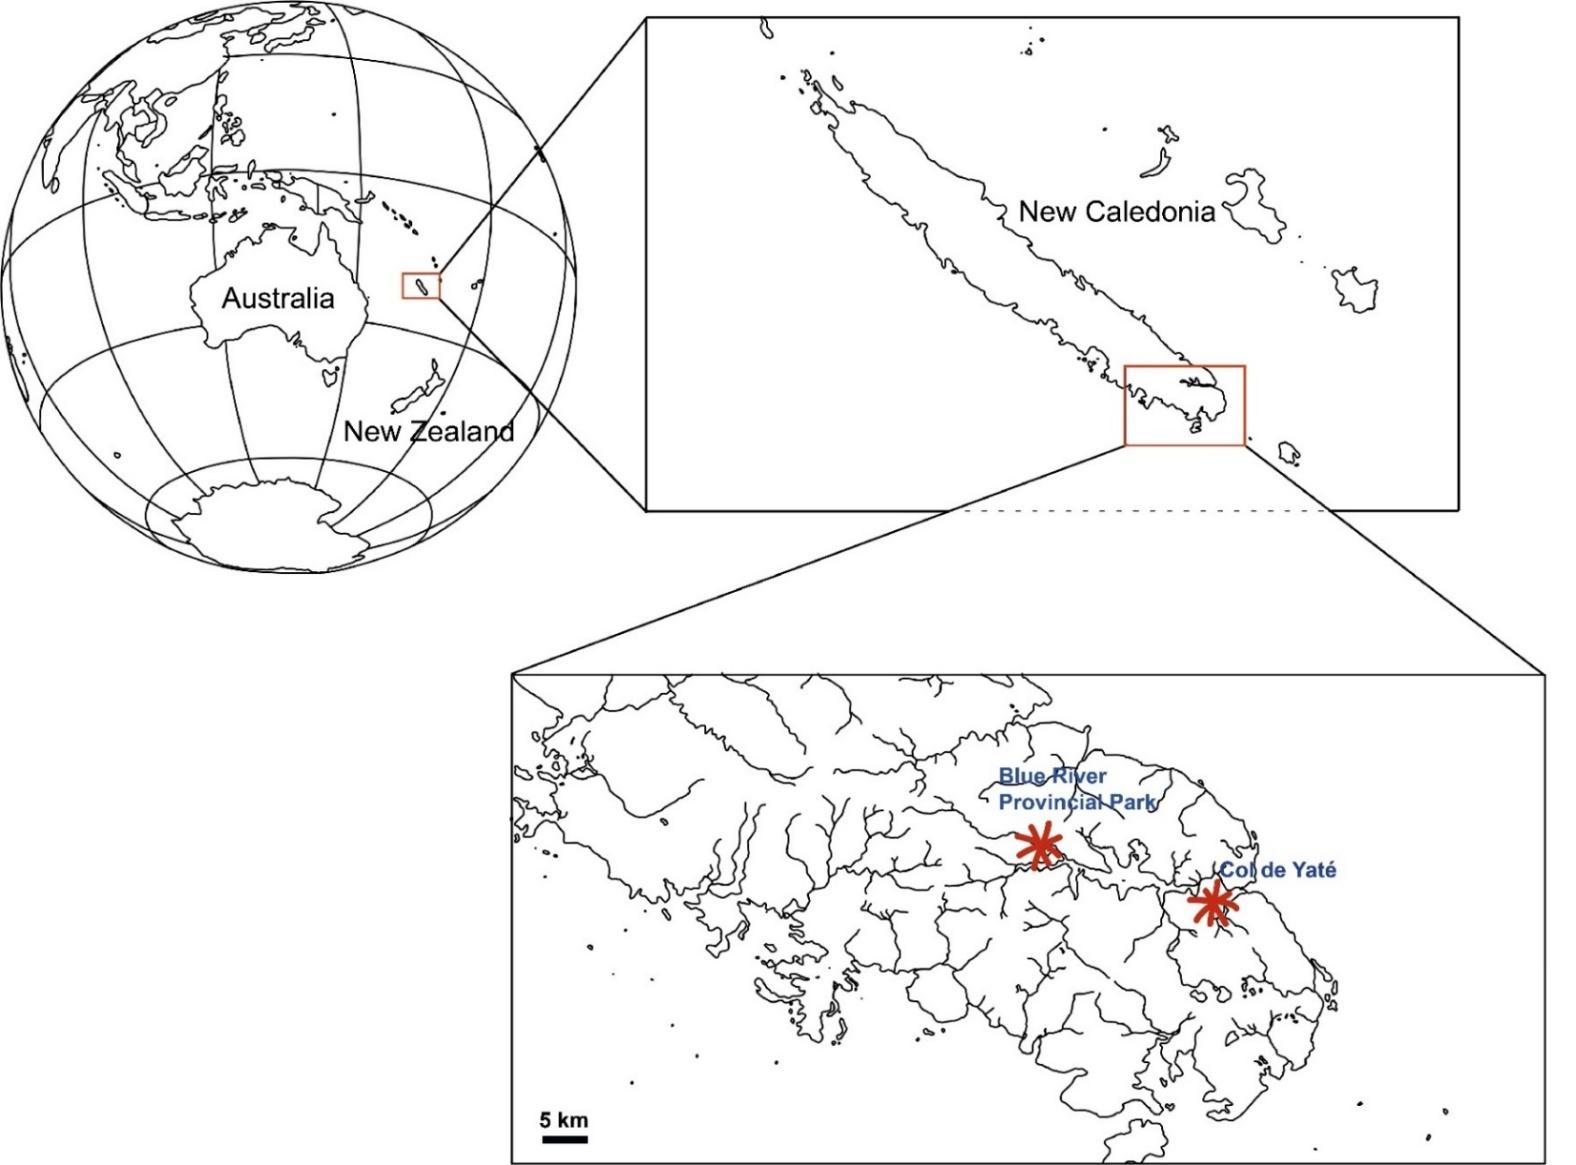 Australia
New Zealand
New Caledonia
Blue River
Provincial Park
Col de Yaté
5 km